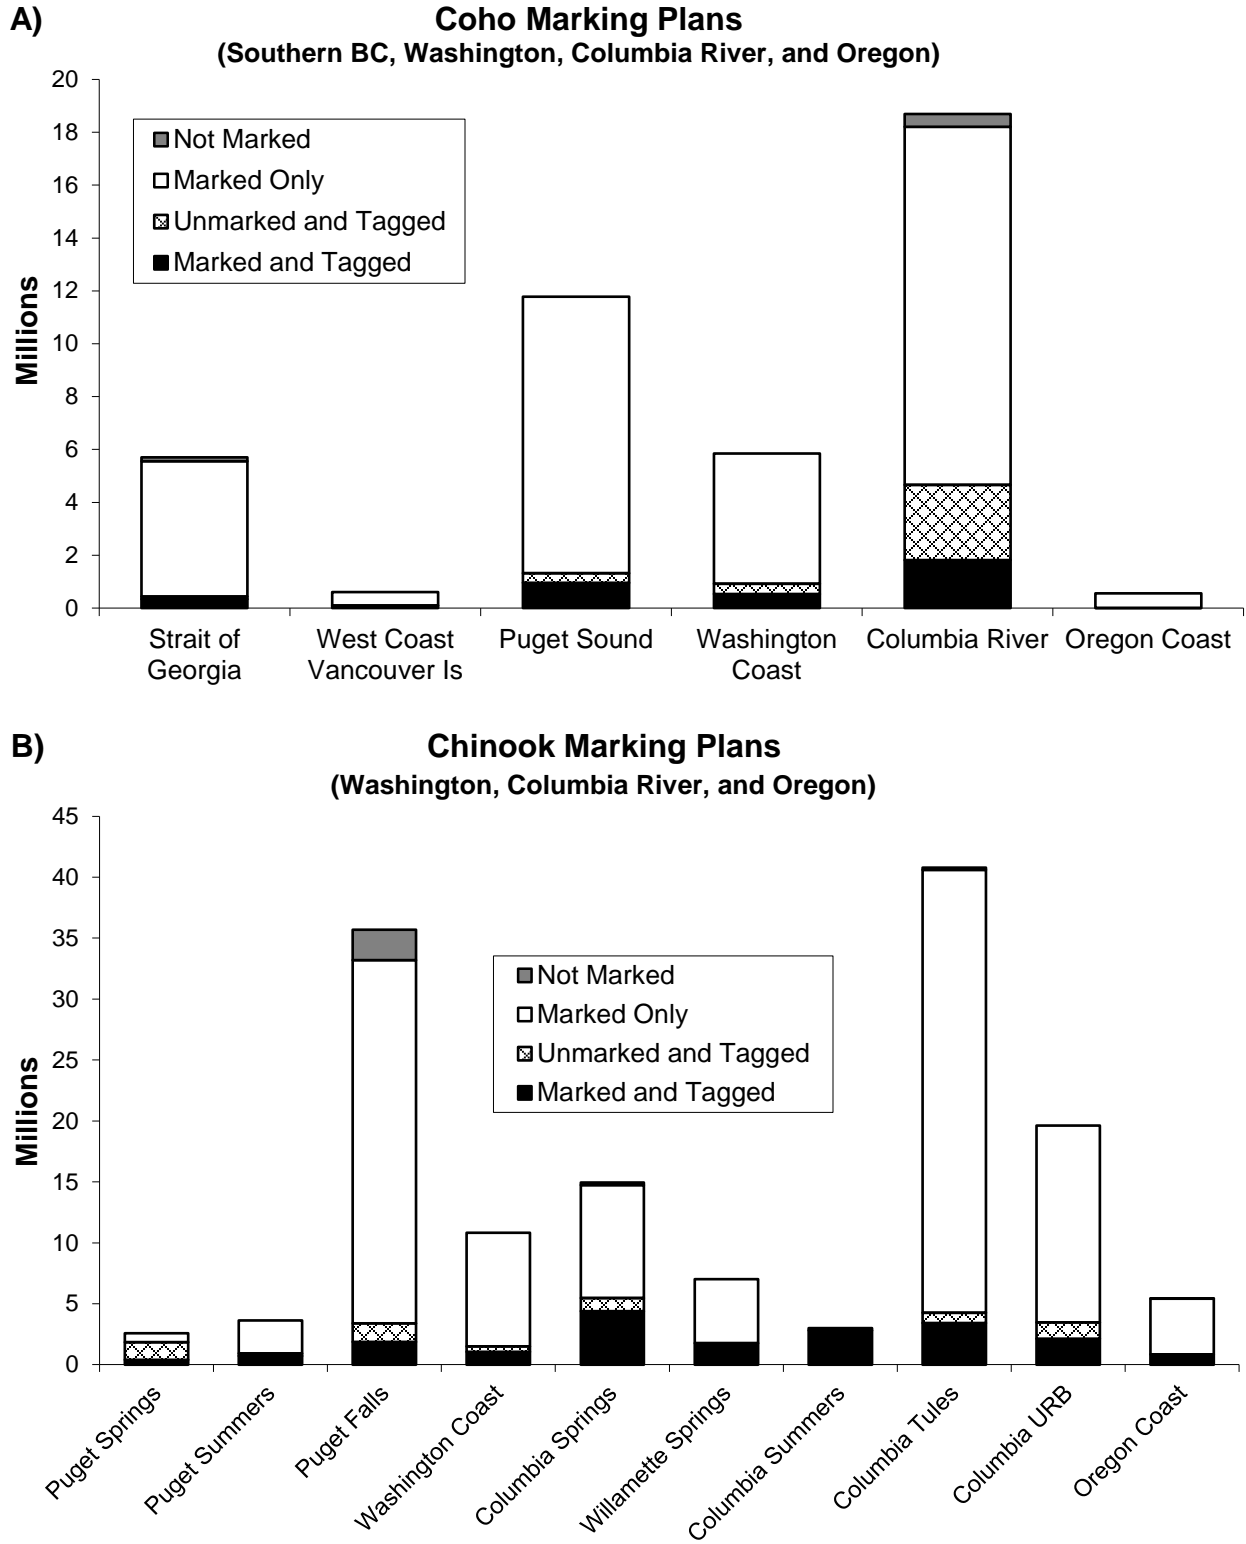 A)
Coho Marking Plans
(Southern BC, Washington, Columbia River, and Oregon)
Millions
20
18
16
14
12
10
8
6
4
2
0
Not Marked
Marked Only
Unmarked and Tagged
Marked and Tagged
Strait of
Georgia
West Coast
Vancouver Is
Puget Sound
Washington
Coast
Columbia River
Oregon Coast
B)
Chinook Marking Plans
(Washington, Columbia River, and Oregon)
Millions
45
40
35
30
25
20
15
10
5
0
Not Marked
Marked Only
Unmarked and Tagged
Marked and Tagged
Puget Springs
Puget Summers
Puget Falls
Washington Coast
Columbia Springs
Willamette Springs
Columbia Summers
Columbia Tules
Columbia URB
Oregon Coast